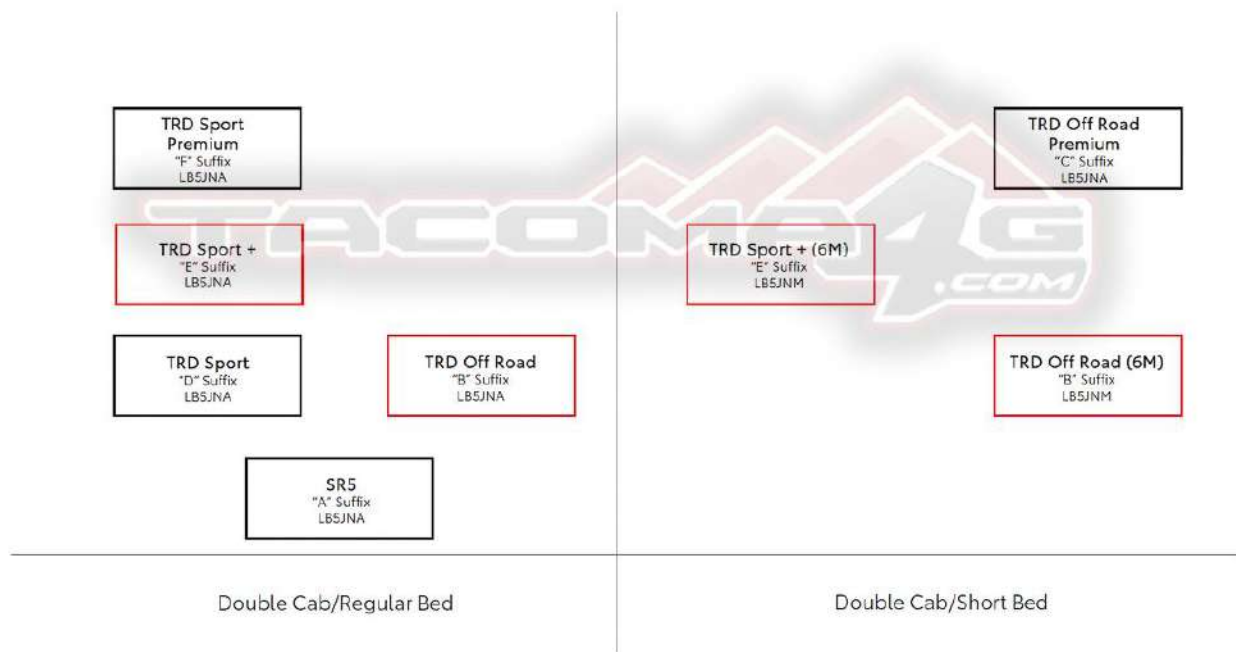 TRD Sport
Premium
"F" Suffix
LB5JNA
TRD Sport +
"E" Suffix
LB5JNA
TRD Sport
"D" Suffix
LB5JNA
TRD Off Road
"B" Suffix
LB5JNA
SR5
"A" Suffix
LB5JNA
Double Cab/Regular Bed
TRD Off Road
Premium
"C" Suffix
LB5JNA
TRD Sport + (6M)
"E" Suffix
LB5JNM
TRD Off Road (6M)
"B" Suffix
LB5JNM
Double Cab/Short Bed
TACOMA4G
.COM